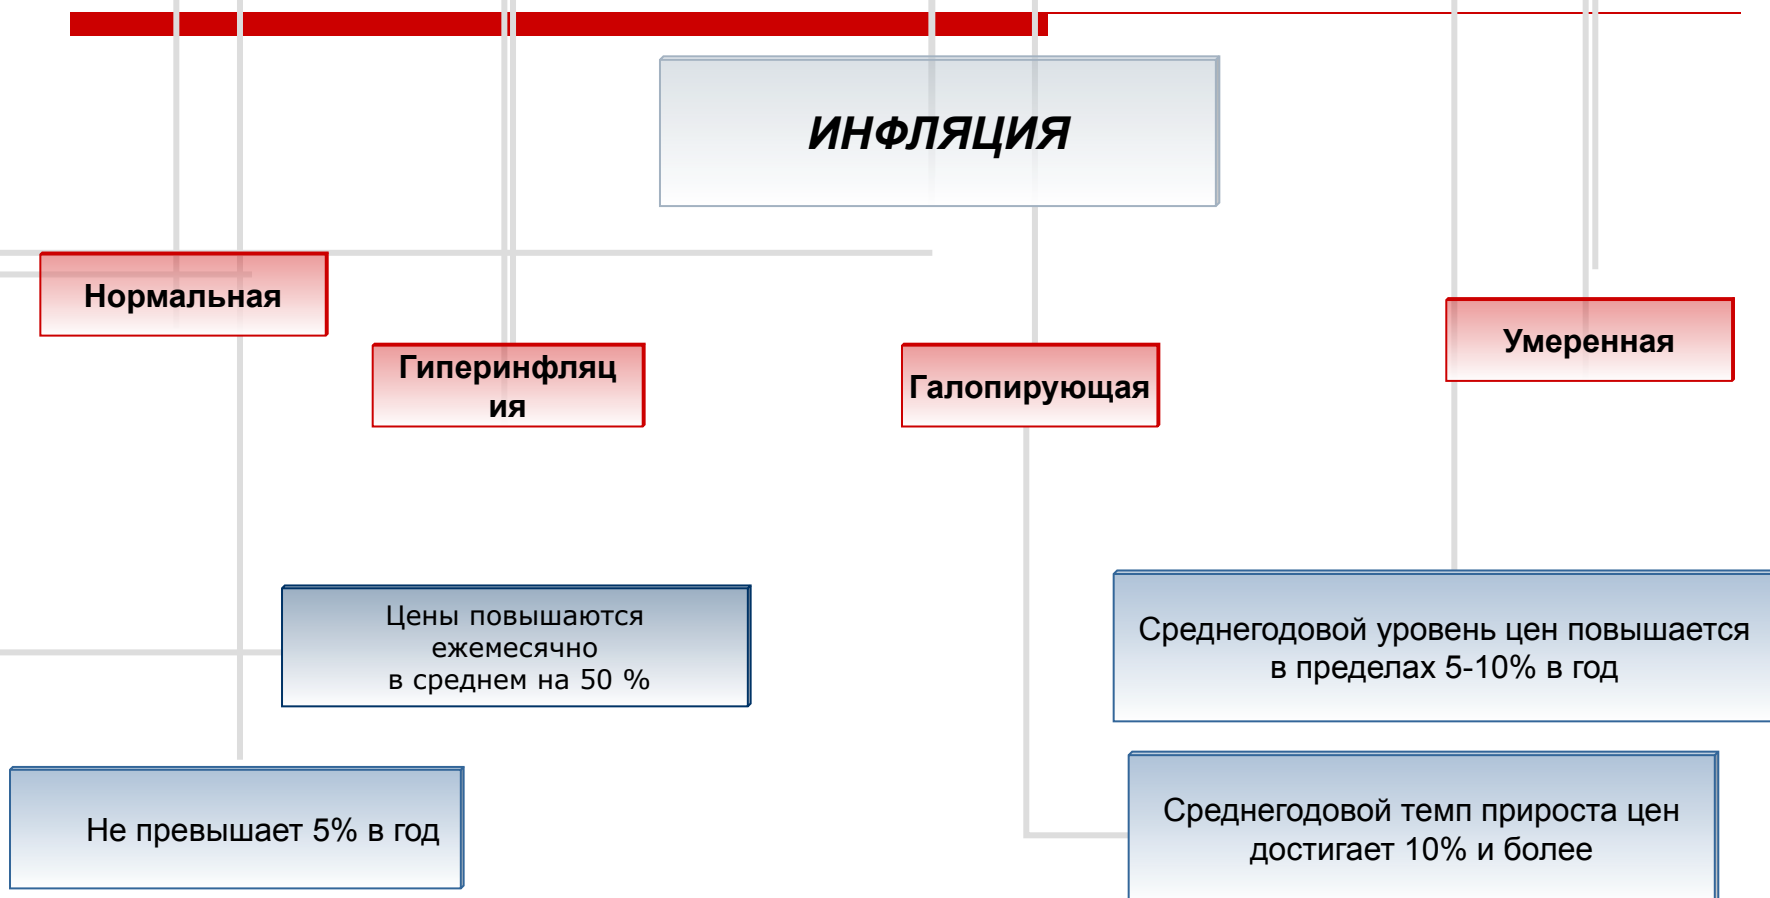 ИНФЛЯЦИЯ
Нормальная
Гиперинфляц
ия
Галопирующая
Умеренная
Цены повышаются
ежемесячно
в среднем на 50 %
Среднегодовой уровень цен повышается
в пределах 5-10% в год
Не превышает 5% в год
Среднегодовой темп прироста цен
достигает 10% и более